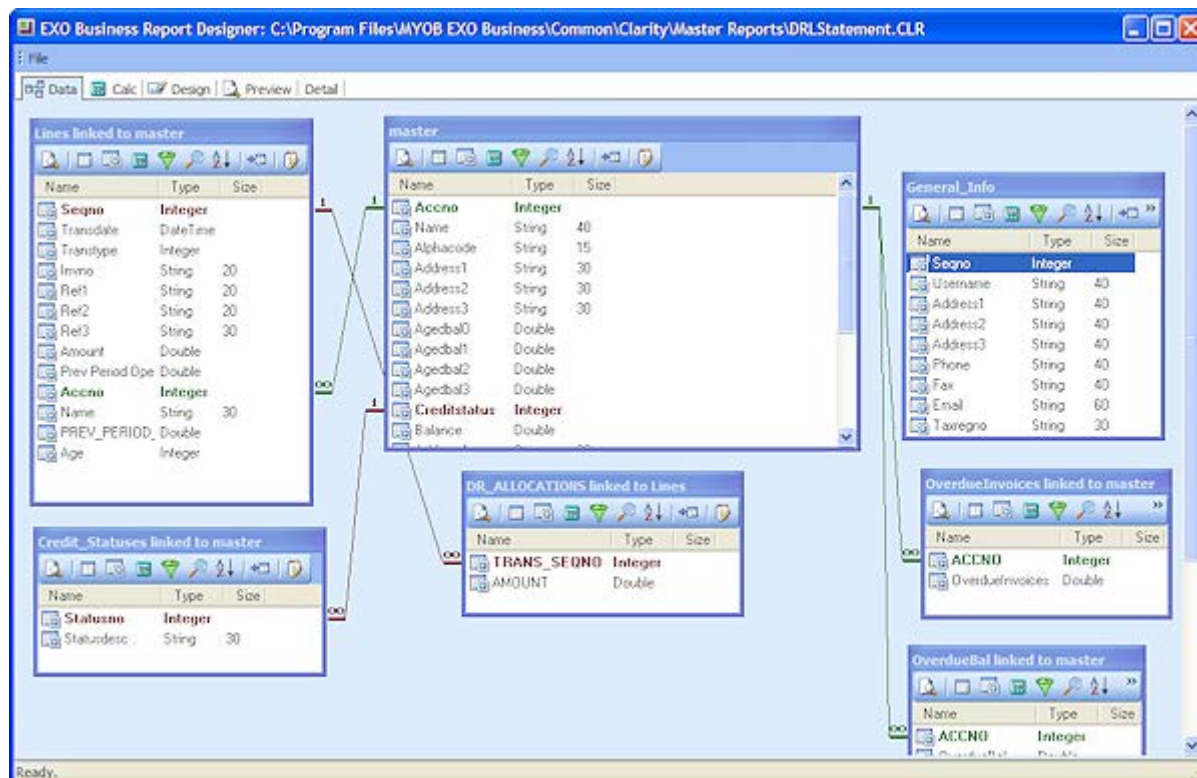 EXO Business Report Designer: C:\Program Files\MYOB EXO Business\Common\Clarity\Master Reports\DRLStatement.CLR
File
Data Calc Design Preview Detail
Lines linked to master
Name Type Size
Seqno Integer
Transdate DateTime
Transtype Integer
Invno String 20
Ref1 String 20
Ref2 String 20
Ref3 String 30
Amount Double
Prev Period Ope Double
Accno Integer
Name String 30
PREV_PERIOD_ Double
Age Integer
master
Name Type Size
Accno Integer
Name String 40
Alphacode String 15
Address1 String 30
Address2 String 30
Address3 String 30
Agedbal0 Double
Agedbal1 Double
Agedbal2 Double
Agedbal3 Double
Creditstatus Integer
Balance Double
General_Info
Name Type Size
Seqno Integer
Username String 40
Address1 String 40
Address2 String 40
Address3 String 40
Phone String 40
Fax String 40
Email String 60
Taxregno String 30
Credit_Statuses linked to master
Name Type Size
Statusno Integer
Statusdesc String 30
DR_ALLOCATIONS linked to Lines
Name Type Size
TRANS_SEQNO Integer
AMOUNT Double
OverdueInvoices linked to master
Name Type Size
ACCNO Integer
OverdueInvoices Double
OverdueBal linked to master
Name Type Size
ACCNO Integer
Ready.